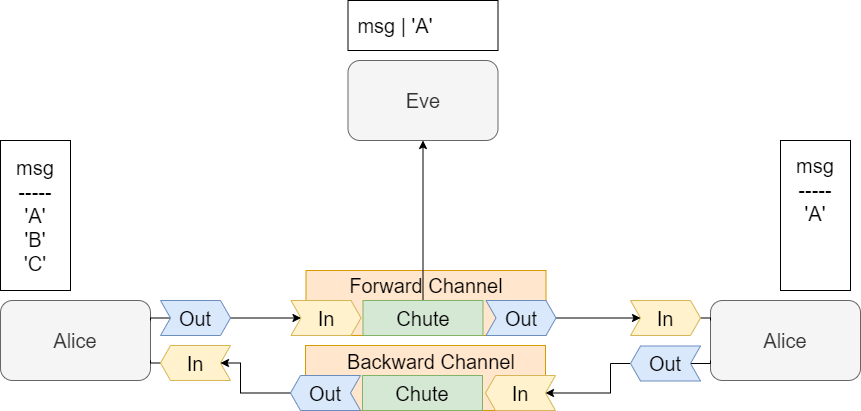 msg | 'A'
Eve
msg
-----
'A'
'B'
'C'
msg
-----
'A'
Forward Channel
Alice
Out
In
Chute
Out
In
Alice
In
Backward Channel
Out
Out
Chute
In